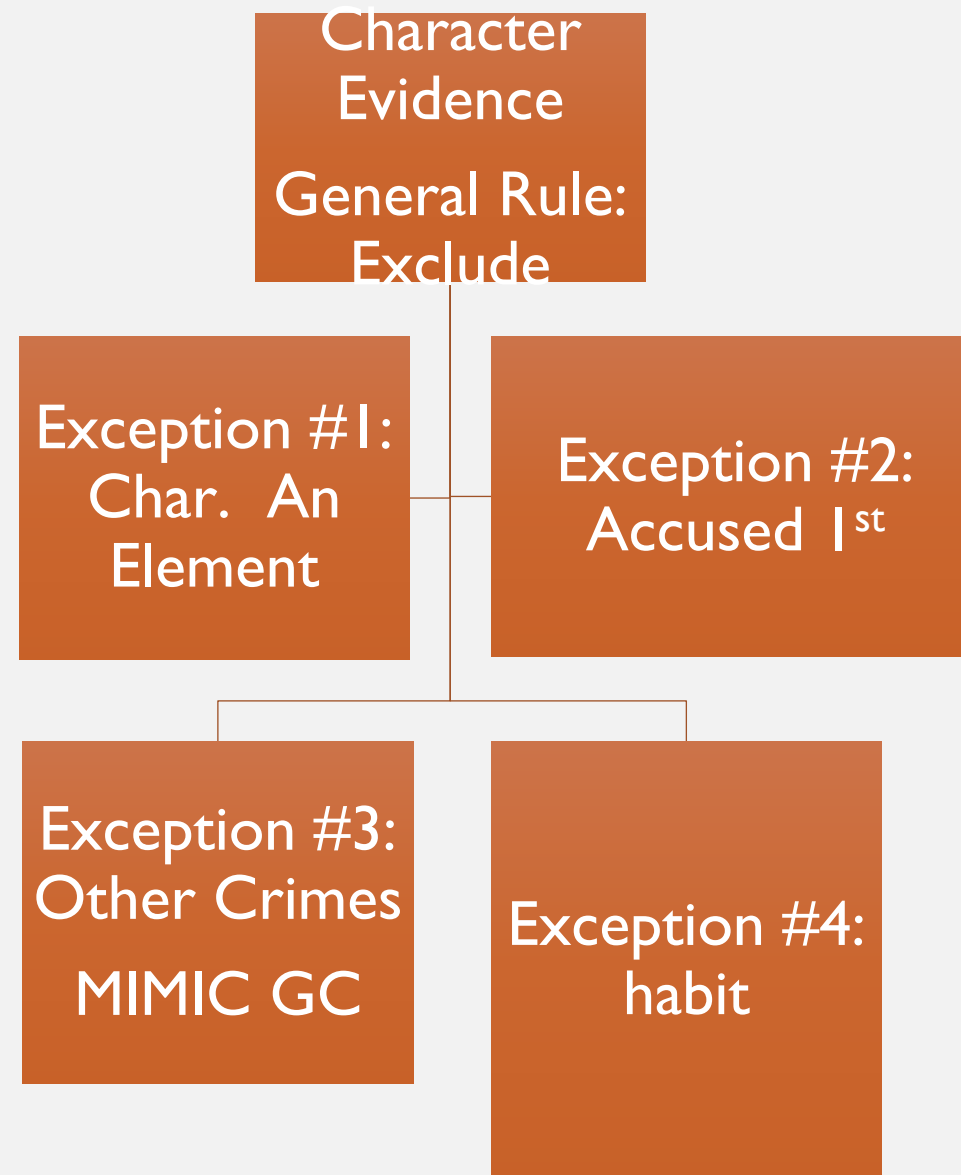 Character
Evidence
General Rule:
Exclude
Exception #1:
Char. An
Element
Exception #2:
Accused 1st
Exception #3:
Other Crimes
MIMIC GC
Exception #4:
habit